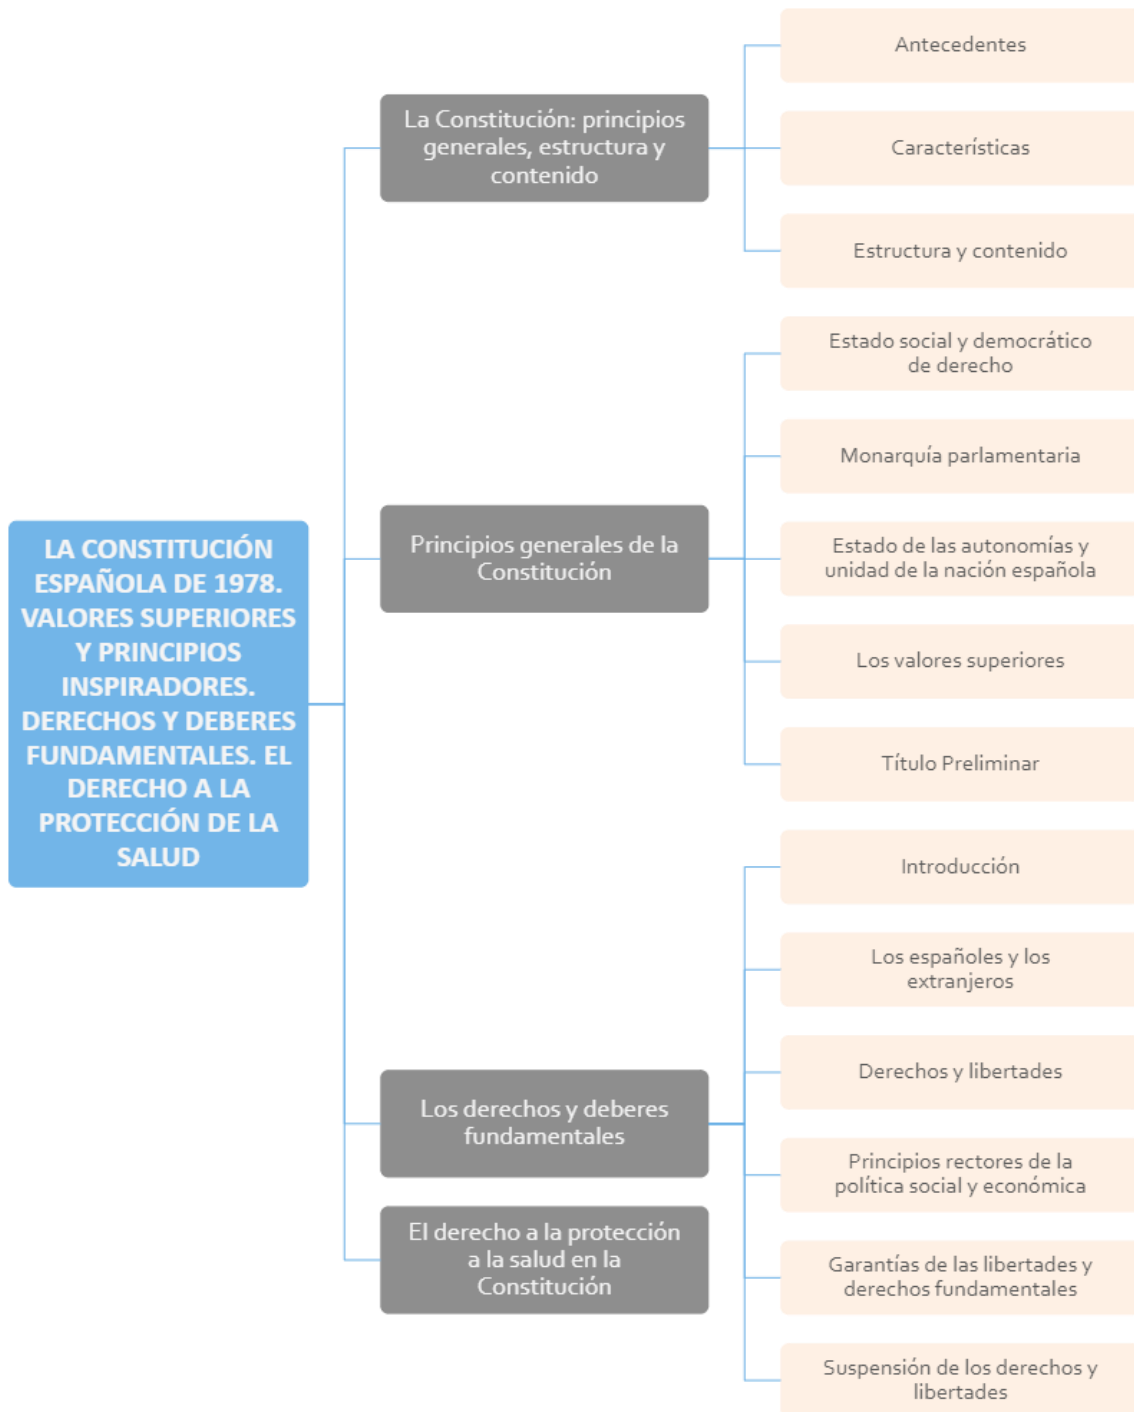 LA CONSTITUCIÓN
ESPAÑOLA DE 1978.
VALORES SUPERIORES
Y PRINCIPIOS
INSPIRADORES.
DERECHOS Y DEBERES
FUNDAMENTALES. EL
DERECHO A LA
PROTECCIÓN DE LA
SALUD
La Constitución: principios
generales, estructura y
contenido
Antecedentes
Características
Estructura y contenido
Principios generales de la
Constitución
Estado social y democrático
de derecho
Monarquía parlamentaria
Estado de las autonomías y
unidad de la nación española
Los valores superiores
Título Preliminar
Los derechos y deberes
fundamentales
Introducción
Los españoles y los
extranjeros
Derechos y libertades
Principios rectores de la
política social y económica
Garantías de las libertades y
derechos fundamentales
Suspensión de los derechos y
libertades
El derecho a la protección
a la salud en la
Constitución